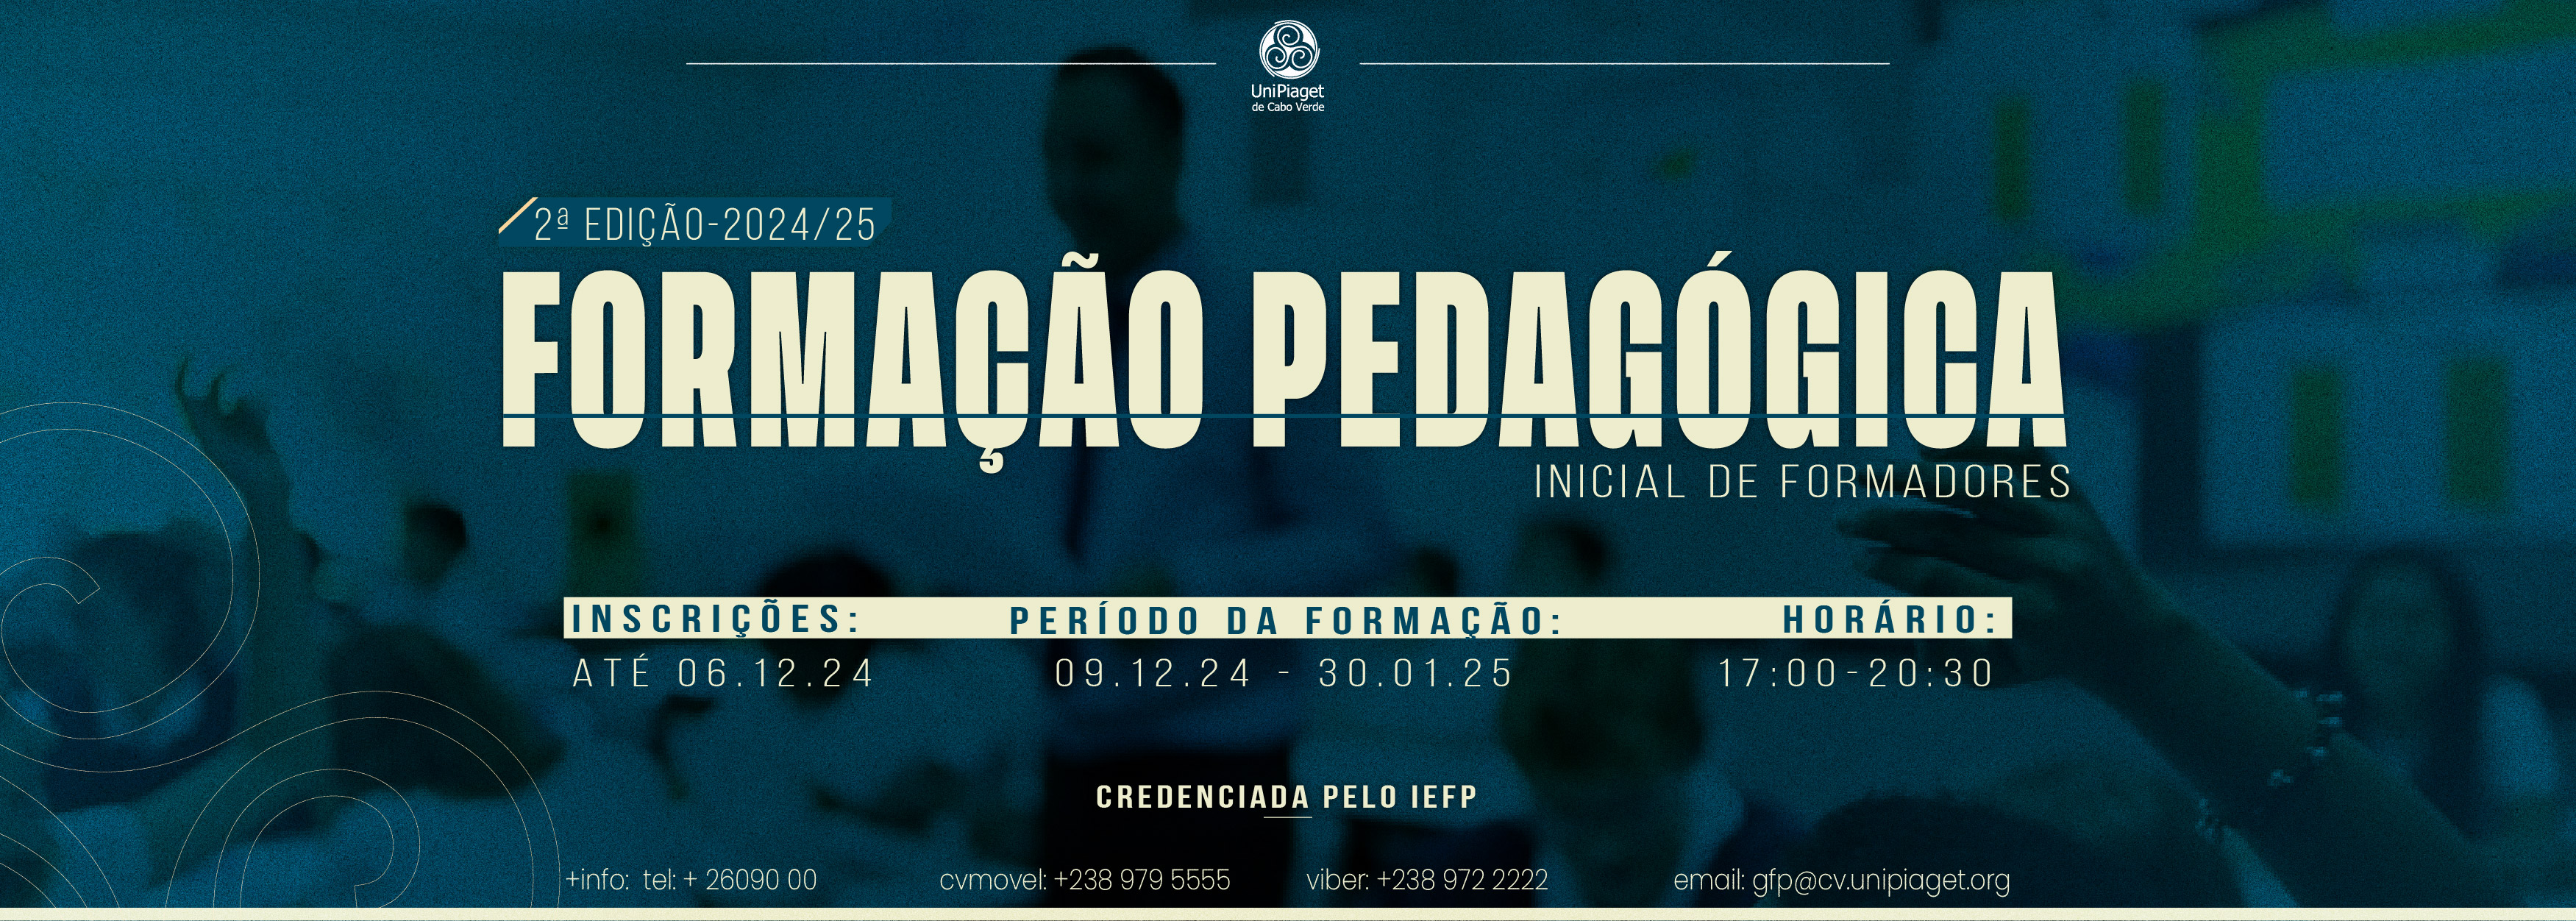 UniPiaget
de Cabo Verde
2ª EDIÇÃO-2024/25
FORMAÇÃO PEDAGÓGICA
INICIAL DE FORMADORES
INSCRIÇÕES: PERÍODO DA FORMAÇÃO: HORÁRIO:
ATÉ 06.12.24 09.12.24 - 30.01.25 17:00-20:30
CREDENCIADA PELO IEFP
+info: tel: + 26090 00 cvmovel: +238 979 5555 viber: +238 972 2222 email: gfp@cv.unipiaget.org